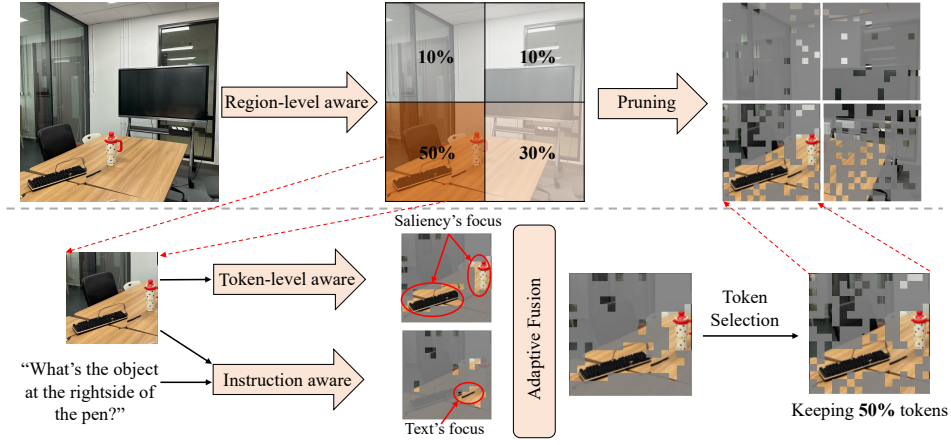 10%
10%
Region-level aware
Pruning
50%
30%
Saliency's focus
Token-level aware
Adaptive Fusion
Token
Selection
"What's the object
at the rightside of
the pen?"
Instruction aware
Text's focus
Keeping 50% tokens